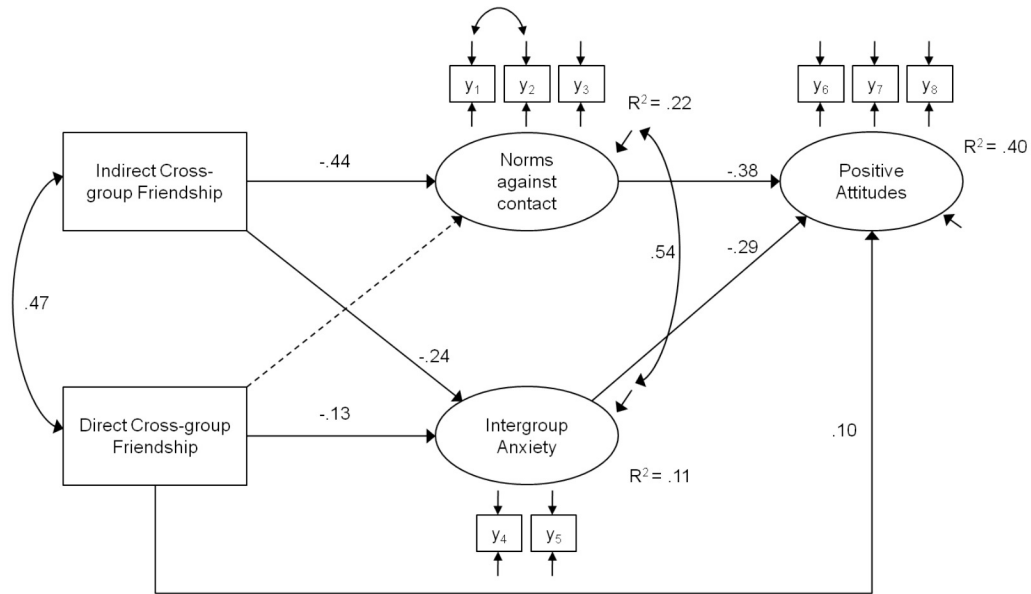 y₁ y₂ y₃
y₆ y₇ y₈
R² = .22
Indirect Cross-
group Friendship
-.44
Norms
against
contact
-.38
Positive
Attitudes
R² = .40
.47
.54
-.29
-.24
Direct Cross-group
Friendship
-.13
Intergroup
Anxiety
.10
R² = .11
y₄ y₅